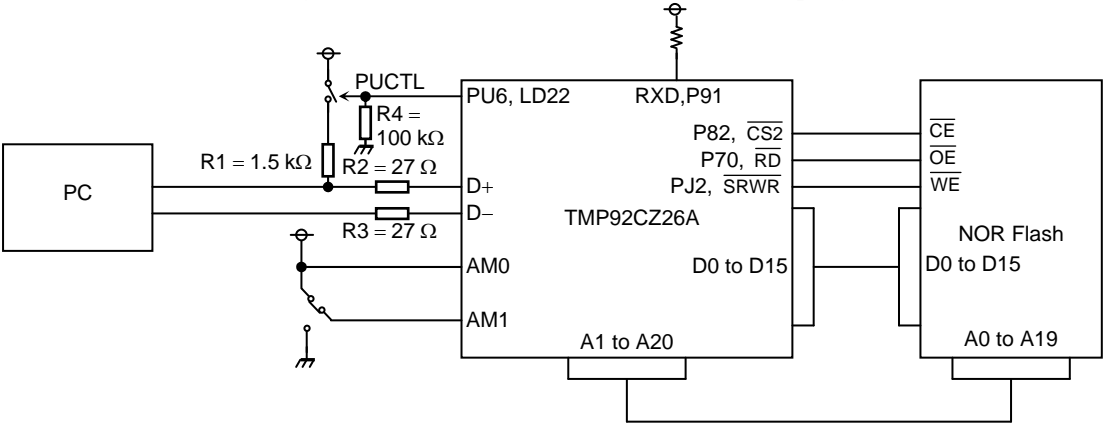 PUCTL
R4 =
100 kΩ
R1 = 1.5 kΩ
R2 = 27 Ω
R3 = 27 Ω
PC
PU6, LD22
RXD,P91
P82, CS2
P70, RD
PJ2, SRWR
D+
D−
TMP92CZ26A
AM0
AM1
D0 to D15
A1 to A20
CE
OE
WE
NOR Flash
D0 to D15
A0 to A19